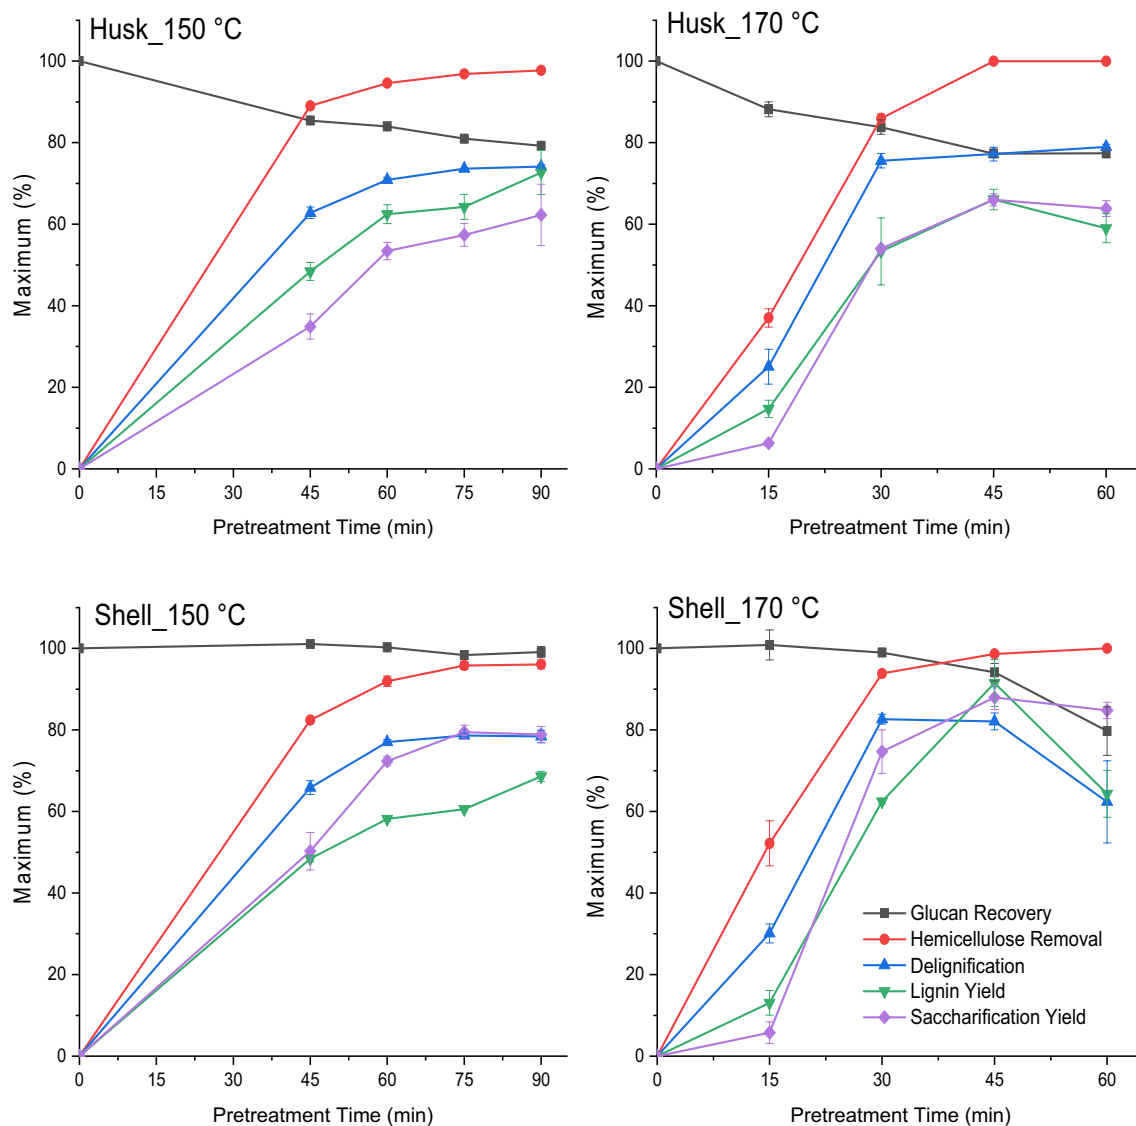 Husk_150 °C
100
80
60
40
20
0
Maximum (%)
0 15 30 45 60 75 90
Pretreatment Time (min)
Husk_170 °C
100
80
60
40
20
0
Maximum (%)
0 15 30 45 60
Pretreatment Time (min)
Shell_150 °C
100
80
60
40
20
0
Maximum (%)
0 15 30 45 60 75 90
Pretreatment Time (min)
Shell_170 °C
100
80
60
40
20
0
Maximum (%)
Glucan Recovery
Hemicellulose Removal
Delignification
Lignin Yield
Saccharification Yield
0 15 30 45 60
Pretreatment Time (min)